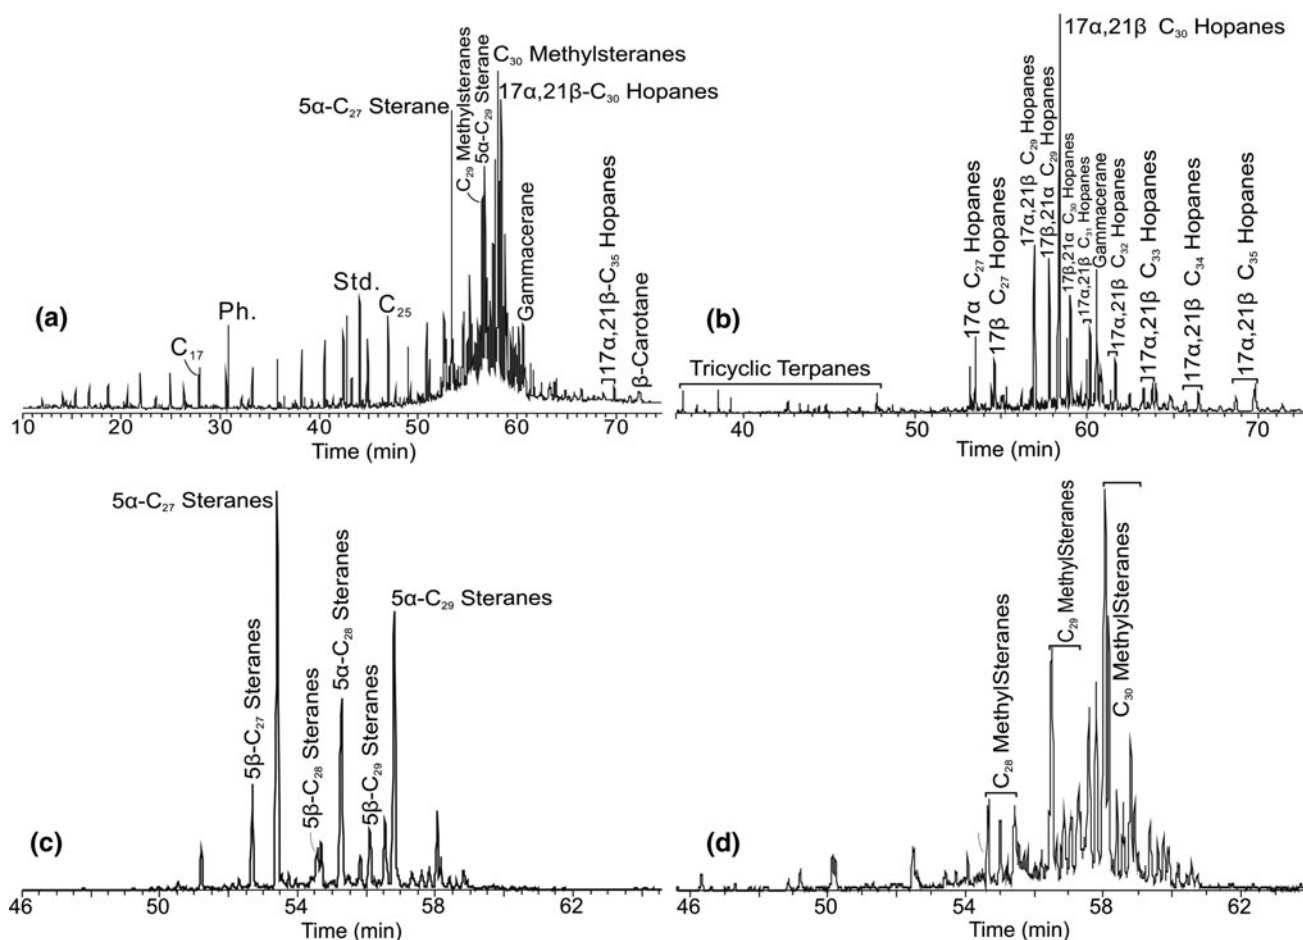 (a)
C₁₇
Ph.
Std.
C₂₅
5α-C₂₇ Sterane
C₂₉ Methylsteranes
5α-C₂₉ Sterane
C₃₀ Methylsteranes
17α,21β-C₃₀ Hopanes
Gammacerane
17α,21β-C₃₅ Hopanes
β-Carotane
10 20 30 40 50 60 70
Time (min)
(b)
Tricyclic Terpanes
17α C₂₇ Hopanes
17β C₂₇ Hopanes
17α,21β C₂₉ Hopanes
17β,21α C₂₉ Hopanes
17α,21β C₃₀ Hopanes
17β,21α C₃₀ Hopanes
17α,21β C₃₁ Hopanes
Gammacerane
17α,21β C₃₂ Hopanes
17α,21β C₃₃ Hopanes
17α,21β C₃₄ Hopanes
17α,21β C₃₅ Hopanes
40 50 60 70
Time (min)
(c)
5β-C₂₇ Steranes
5α-C₂₇ Steranes
5β-C₂₈ Steranes
5α-C₂₈ Steranes
5β-C₂₉ Steranes
5α-C₂₉ Steranes
46 50 54 58 62
Time (min)
(d)
C₂₈ MethylSteranes
C₂₉ MethylSteranes
C₃₀ MethylSteranes
46 50 54 58 62
Time (min)